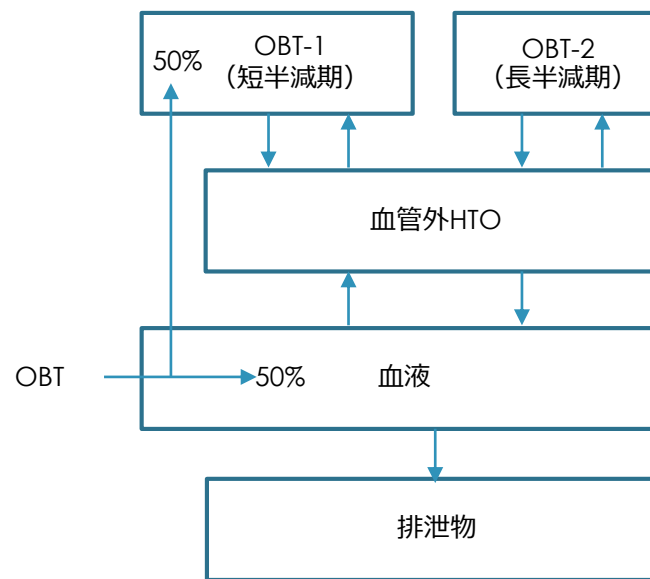 OBT-1
50%
（短半減期）
OBT-2
（長半減期）
血管外HTO
OBT
50%
血液
排泄物